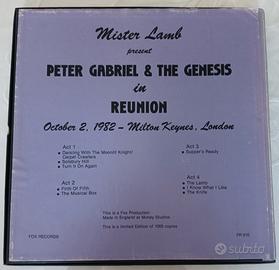 Mister Lamb
present
PETER GABRIEL & THE GENESIS
in
REUNION
October 2, 1982 – Milton Keynes, London
Act 1
Dancing With The Moonlit Knight/
Carpet Crawlers
Solsbury Hill
Turn It On Again
Act 2
Firth Of Fifth
The Musical Box
Act 3
Supper's Ready
Act 4
The Lamb
I Know What I Like
The Knife
This is a Fox Production
Made in England at Morley Studios
This is a Limited Edition of 1000 copies
FOX RECORDS
subito